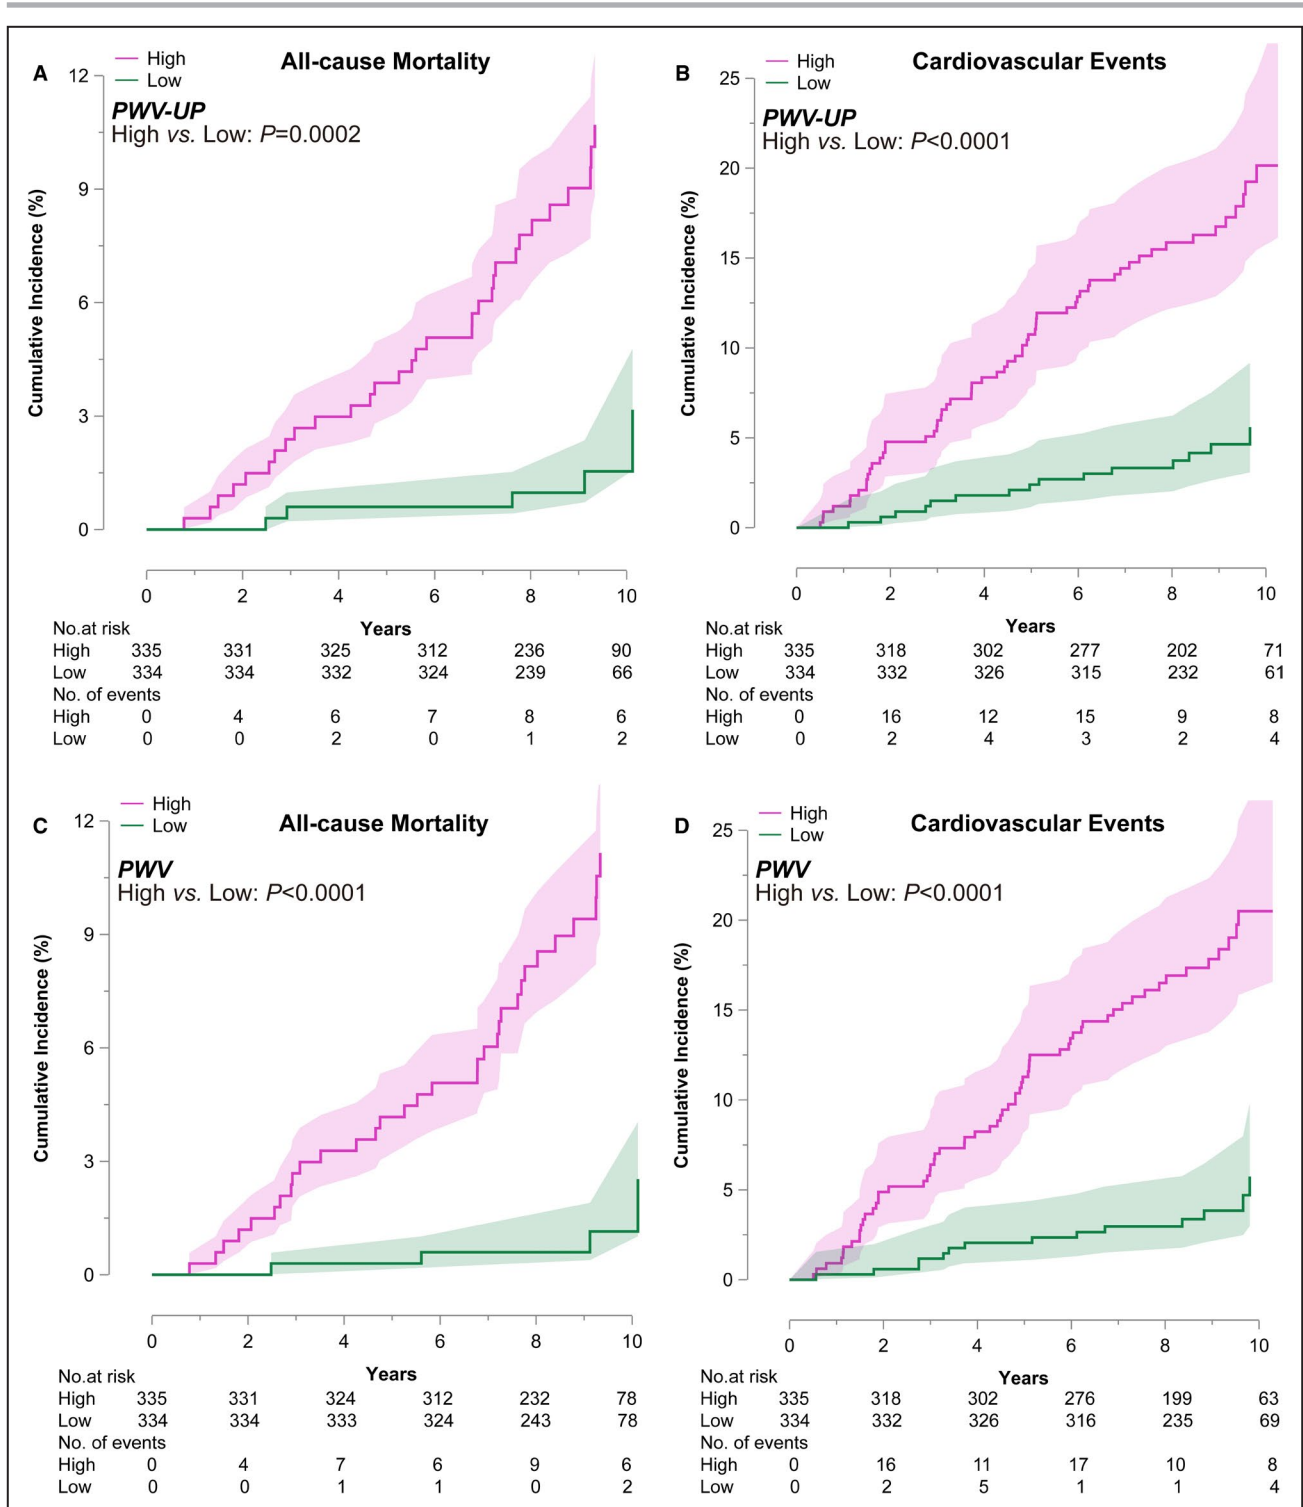 A
High
Low
All-cause Mortality
PWV-UP
High vs. Low: P=0.0002
Cumulative Incidence (%)
12
9
6
3
0
0 2 4 6 8 10
Years
No.at risk
High 335 331 325 312 236 90
Low 334 334 332 324 239 66
No. of events
High 0 4 6 7 8 6
Low 0 0 2 0 1 2
B
High
Low
Cardiovascular Events
PWV-UP
High vs. Low: P<0.0001
Cumulative Incidence (%)
25
20
15
10
5
0
0 2 4 6 8 10
Years
No.at risk
High 335 318 302 277 202 71
Low 334 332 326 315 232 61
No. of events
High 0 16 12 15 9 8
Low 0 2 4 3 2 4
C
High
Low
All-cause Mortality
PWV
High vs. Low: P<0.0001
Cumulative Incidence (%)
12
9
6
3
0
0 2 4 6 8 10
Years
No.at risk
High 335 331 324 312 232 78
Low 334 334 333 324 243 78
No. of events
High 0 4 7 6 9 6
Low 0 0 1 1 0 2
D
High
Low
Cardiovascular Events
PWV
High vs. Low: P<0.0001
Cumulative Incidence (%)
25
20
15
10
5
0
0 2 4 6 8 10
Years
No.at risk
High 335 318 302 276 199 63
Low 334 332 326 316 235 69
No. of events
High 0 16 11 17 10 8
Low 0 2 5 1 1 4